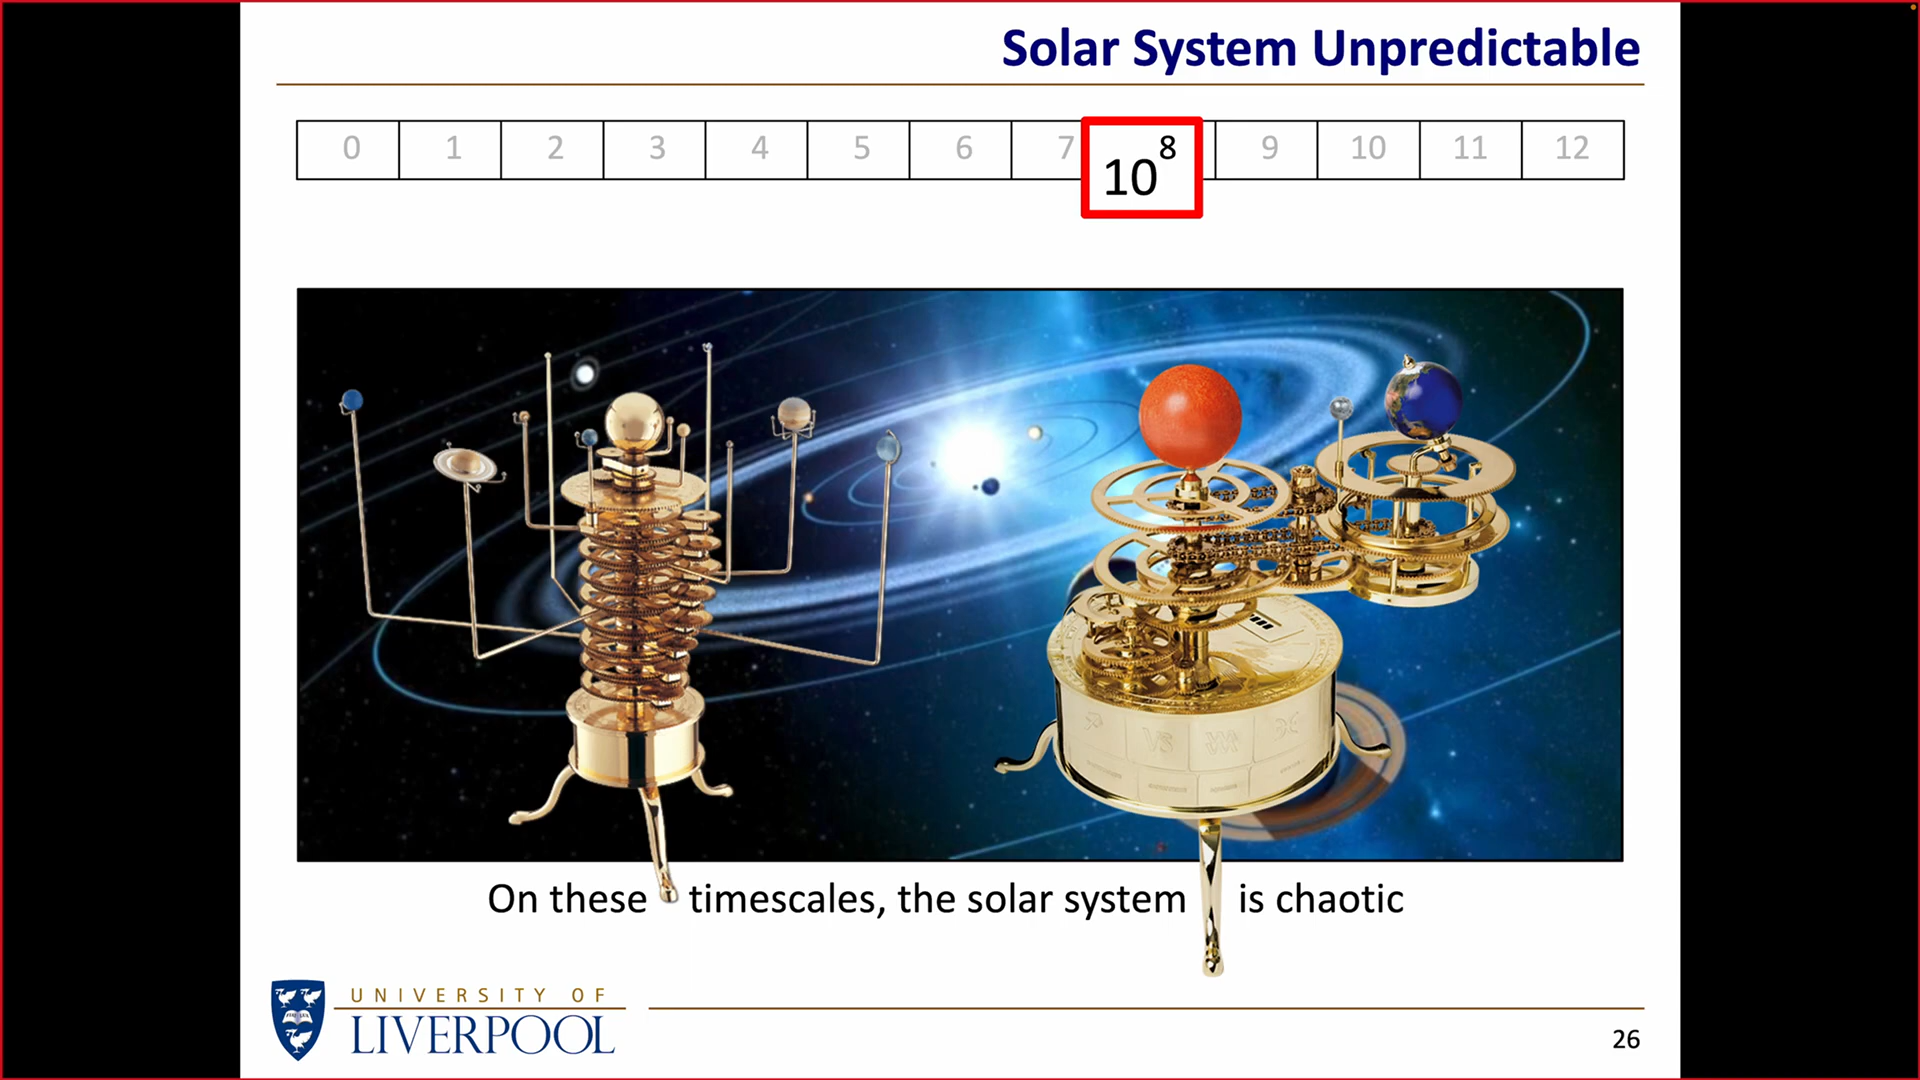 Solar System Unpredictable
0 1 2 3 4 5 6 7 10 8 9 10 11 12
On these timescales, the solar system is chaotic
UNIVERSITY OF
LIVERPOOL
26